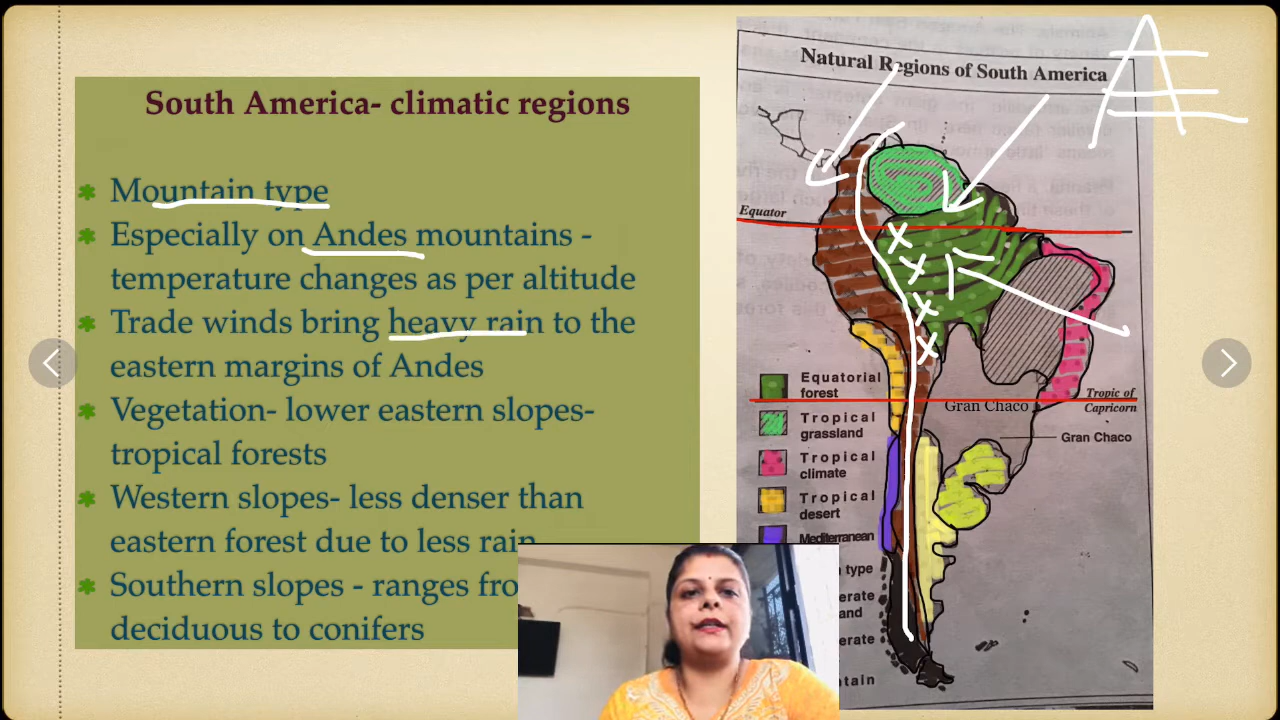 South America- climatic regions
Mountain type
Especially on Andes mountains -
temperature changes as per altitude
Trade winds bring heavy rain to the
eastern margins of Andes
Vegetation- lower eastern slopes-
tropical forests
Western slopes- less denser than
eastern forest due to less rain
Southern slopes - ranges fro
deciduous to conifers
Natural Regions of South America
A
Equator
Equatorial
forest
Tropical
grassland
Tropical
climate
Tropical
desert
Mediterranean
Gran Chaco
Tropic of
Capricorn
Gran Chaco
type
erate
and
erate
tain